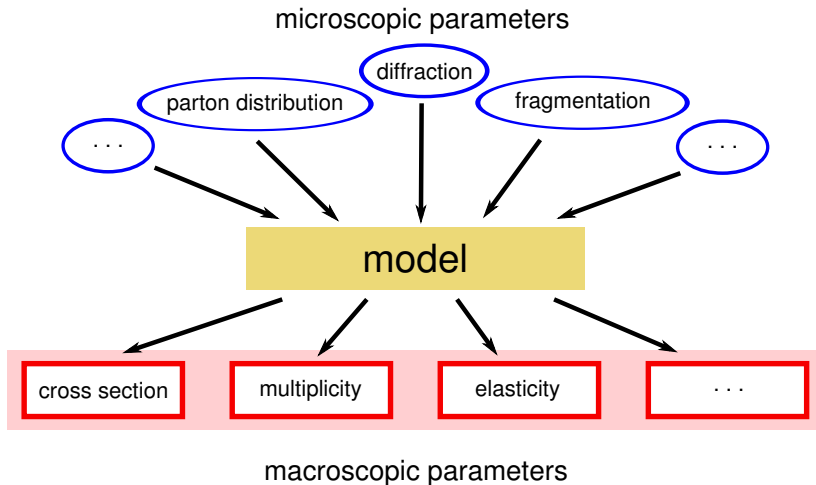 microscopic parameters
diffraction
parton distribution
fragmentation
. . .
. . .
model
cross section
multiplicity
elasticity
. . .
macroscopic parameters